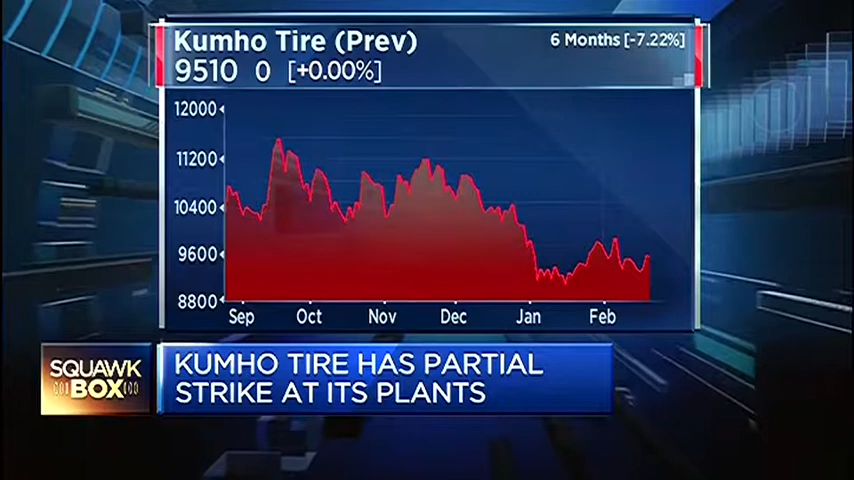 Kumho Tire (Prev)
6 Months [-7.22%]
9510 0 [+0.00%]
12000
11200
10400
9600
8800
Sep Oct Nov Dec Jan Feb
SQUAWK
BOX
KUMHO TIRE HAS PARTIAL
STRIKE AT ITS PLANTS